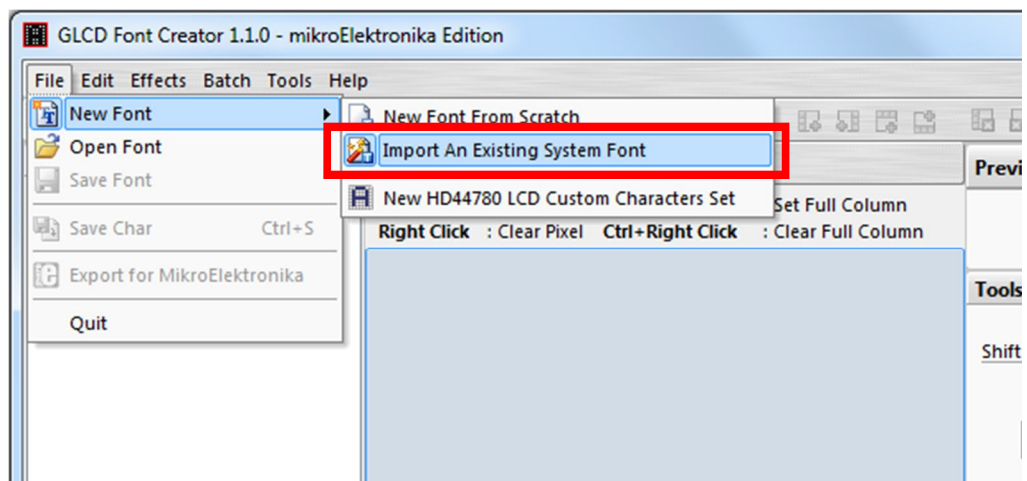 GLCD Font Creator 1.1.0 - mikroElektronika Edition
File Edit Effects Batch Tools Help
New Font
New Font From Scratch
Open Font
Import An Existing System Font
Save Font
New HD44780 LCD Custom Characters Set
Set Full Column
Save Char Ctrl+S
Right Click : Clear Pixel Ctrl+Right Click : Clear Full Column
Export for MikroElektronika
Quit
Previ
Tools
Shift